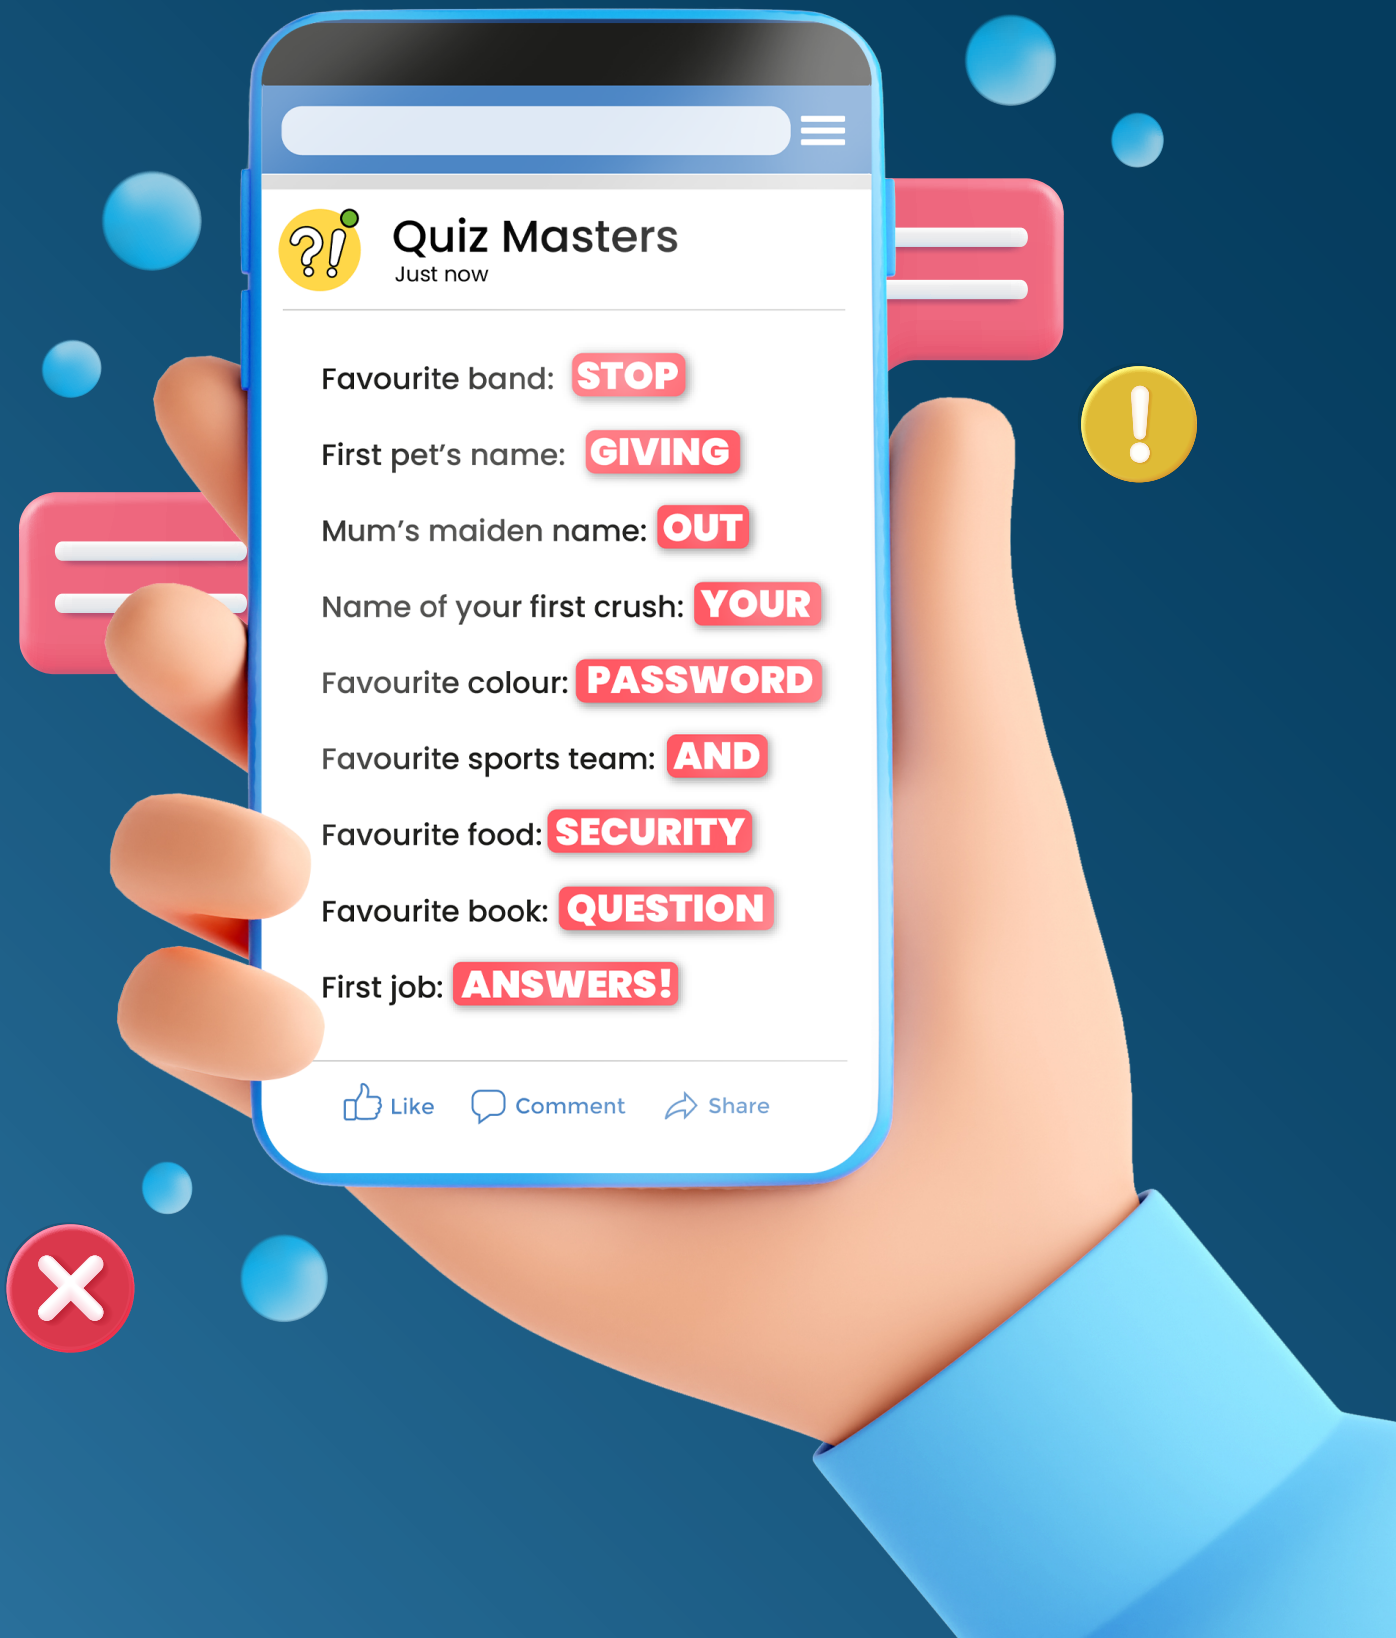 ?!
Quiz Masters
Just now
Favourite band: STOP
First pet’s name: GIVING
Mum’s maiden name: OUT
Name of your first crush: YOUR
Favourite colour: PASSWORD
Favourite sports team: AND
Favourite food: SECURITY
Favourite book: QUESTION
First job: ANSWERS!
Like Comment Share
!